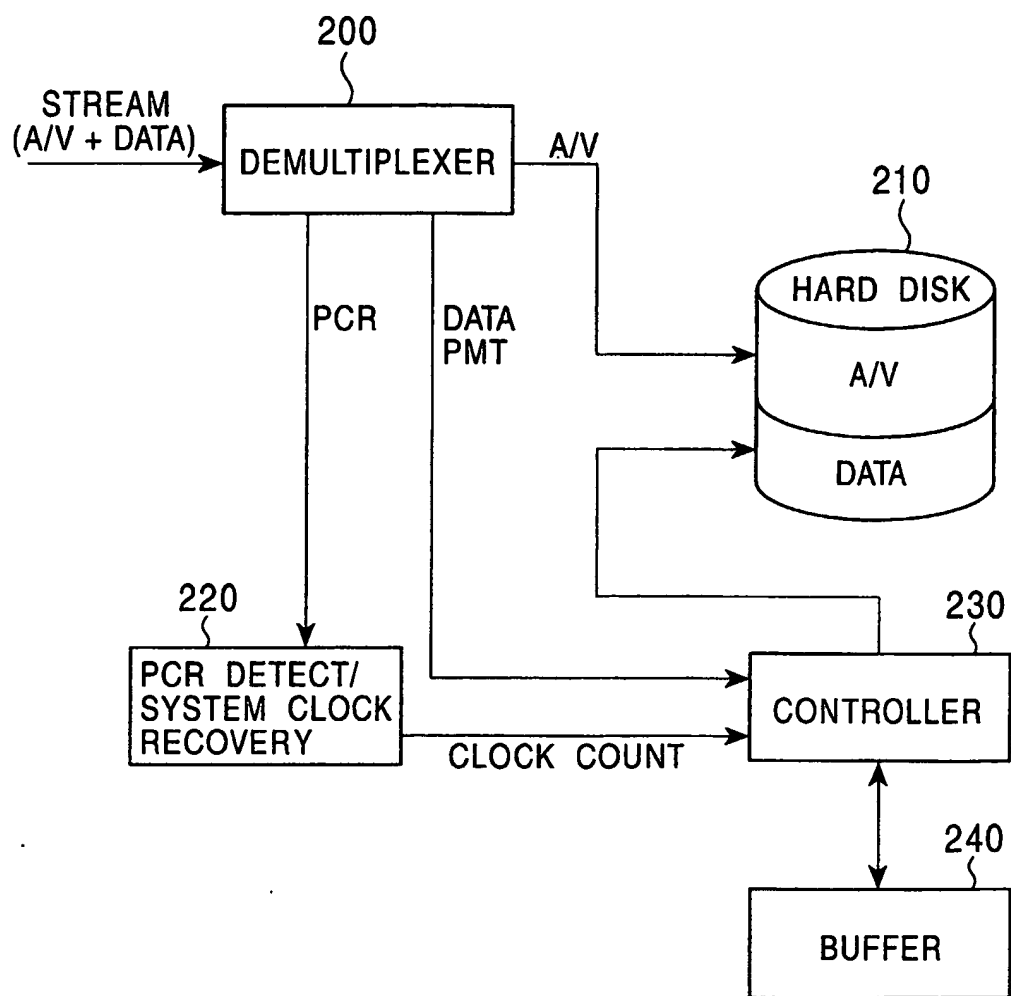 200
STREAM
(A/V + DATA)
DEMULTIPLEXER
A/V
210
HARD DISK
A/V
DATA
PCR
DATA
PMT
220
PCR DETECT/
SYSTEM CLOCK
RECOVERY
CLOCK COUNT
230
CONTROLLER
240
BUFFER